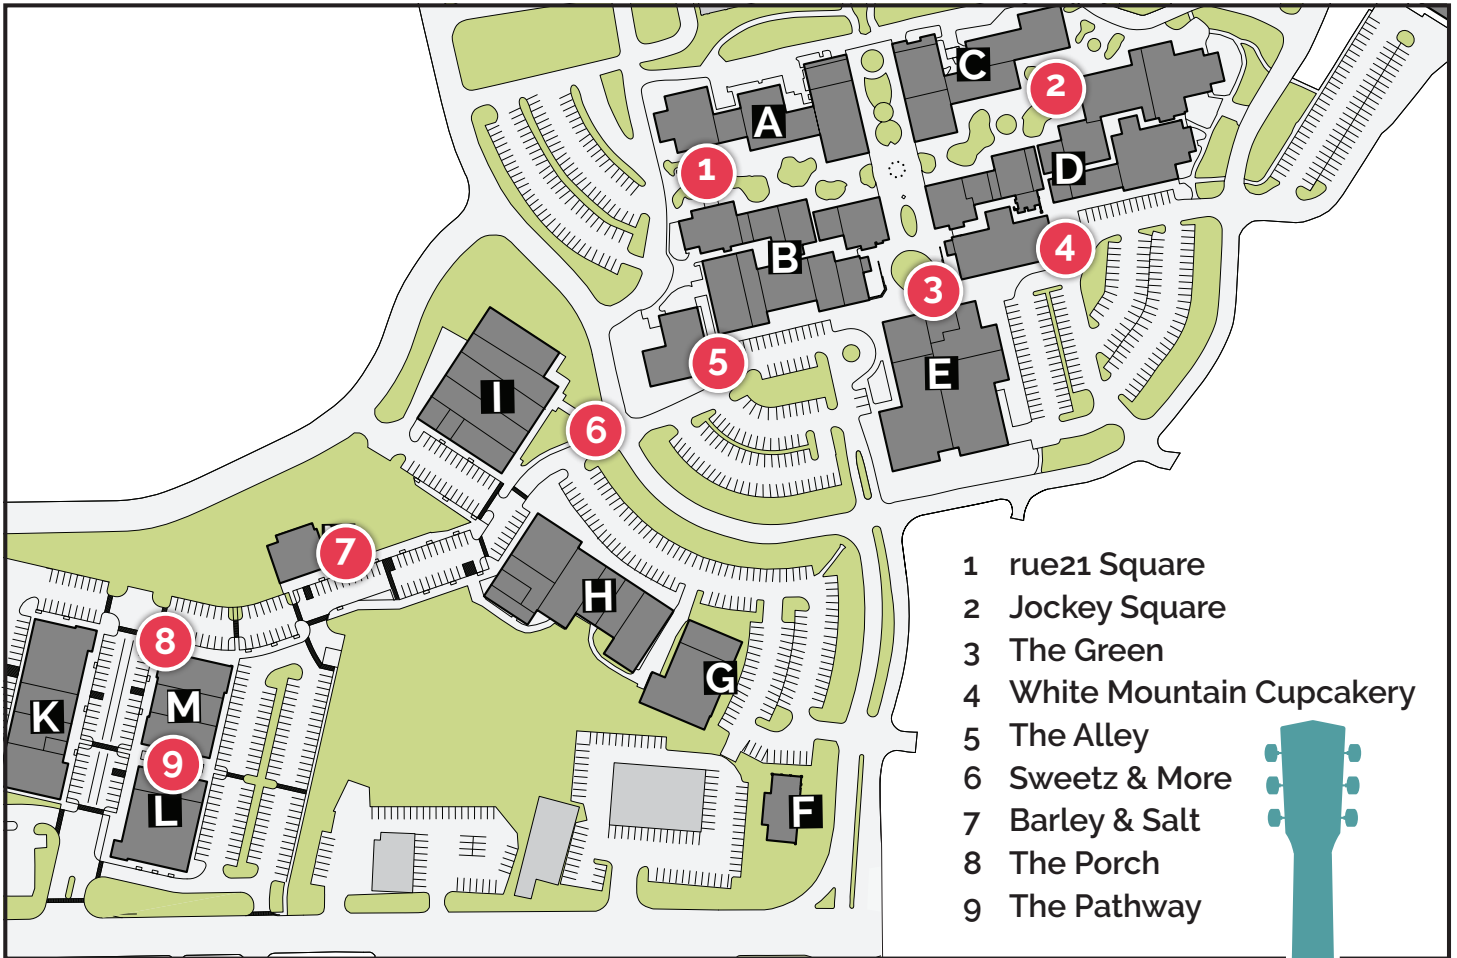 C
2
A
1
D
B
4
3
5
E
I
6
7
H
8
G
K
M
9
L
F
1 rue21 Square
2 Jockey Square
3 The Green
4 White Mountain Cupcakery
5 The Alley
6 Sweetz & More
7 Barley & Salt
8 The Porch
9 The Pathway